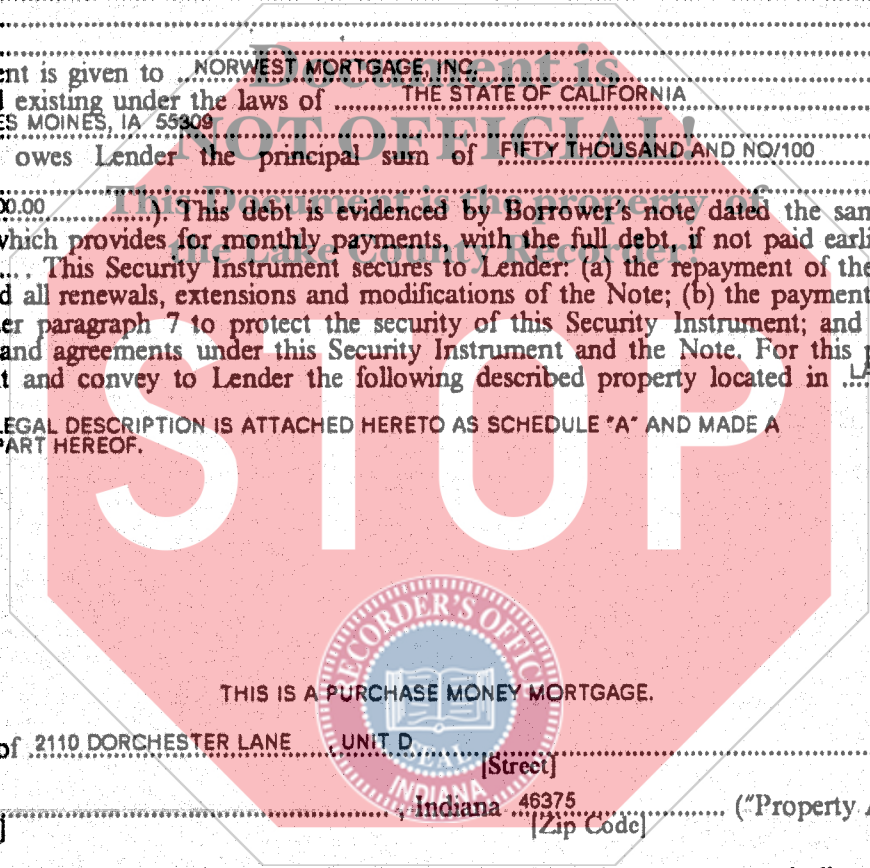 Document is
ent is given to NORWEST MORTGAGE, INC.
existing under the laws of THE STATE OF CALIFORNIA
ES MOINES, IA 55309
NOT OFFICIAL!
owes Lender the principal sum of FIFTY THOUSAND AND NO/100
This Document is the property of
00.00 ). This debt is evidenced by Borrower's note dated the sam
which provides for monthly payments, with the full debt, if not paid earli
the Lake County Recorder!
. This Security Instrument secures to Lender: (a) the repayment of the
d all renewals, extensions and modifications of the Note; (b) the payment
er paragraph 7 to protect the security of this Security Instrument; and
and agreements under this Security Instrument and the Note. For this p
t and convey to Lender the following described property located in LA
STOP
EGAL DESCRIPTION IS ATTACHED HERETO AS SCHEDULE "A" AND MADE A
PART HEREOF.
RECORDER'S OFFICE
THIS IS A PURCHASE MONEY MORTGAGE.
of 2110 DORCHESTER LANE , UNIT D
SEAL
[Street]
INDIANA
, Indiana 46375 ("Property A
] [Zip Code]